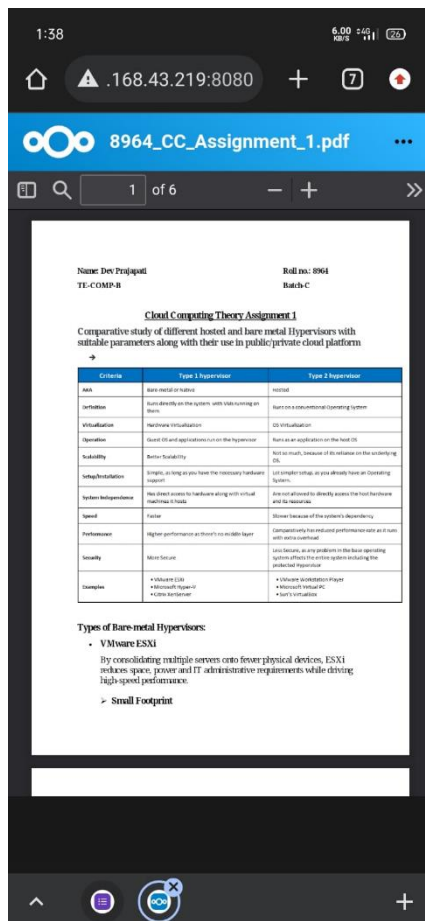 1:38
6.00 KB/S 4G 26
.168.43.219:8080
7
8964_CC_Assignment_1.pdf
1 of 6
Name: Dev Prajapati Roll no.: 8964
TE-COMP-B Batch-C
Cloud Computing Theory Assignment 1
Comparative study of different hosted and bare metal Hypervisors with
suitable parameters along with their use in public/private cloud platform
Criteria Type 1 hypervisor Type 2 hypervisor
AKA Bare-metal or Native Hosted
Definition Runs directly on the system with VMs running on
them Runs on a conventional Operating System
Virtualization Hardware Virtualization OS Virtualization
Operation Guest OS and applications run on the hypervisor Runs as an application on the host OS
Scalability Better Scalability Not so much, because of its reliance on the underlying
OS.
Setup/Installation Simple, as long as you have the necessary hardware
support Lot simpler setup, as you already have an Operating
System.
System Independence Has direct access to hardware along with virtual
machines it hosts Are not allowed to directly access the host hardware
and its resources
Speed Faster Slower because of the system's dependency
Performance Higher-performance as there's no middle layer Comparatively has reduced performance rate as it runs
with extra overhead
Security More Secure Less Secure, as any problem in the base operating
system affects the entire system including the
protected Hypervisor
Examples
• VMware ESXi • VMware Workstation Player
• Microsoft Hyper-V • Microsoft Virtual PC
• Citrix XenServer • Sun's VirtualBox
Types of Bare-metal Hypervisors:
• VMware ESXi
By consolidating multiple servers onto fewer physical devices, ESXi
reduces space, power and IT administrative requirements while driving
high-speed performance.
➢ Small Footprint